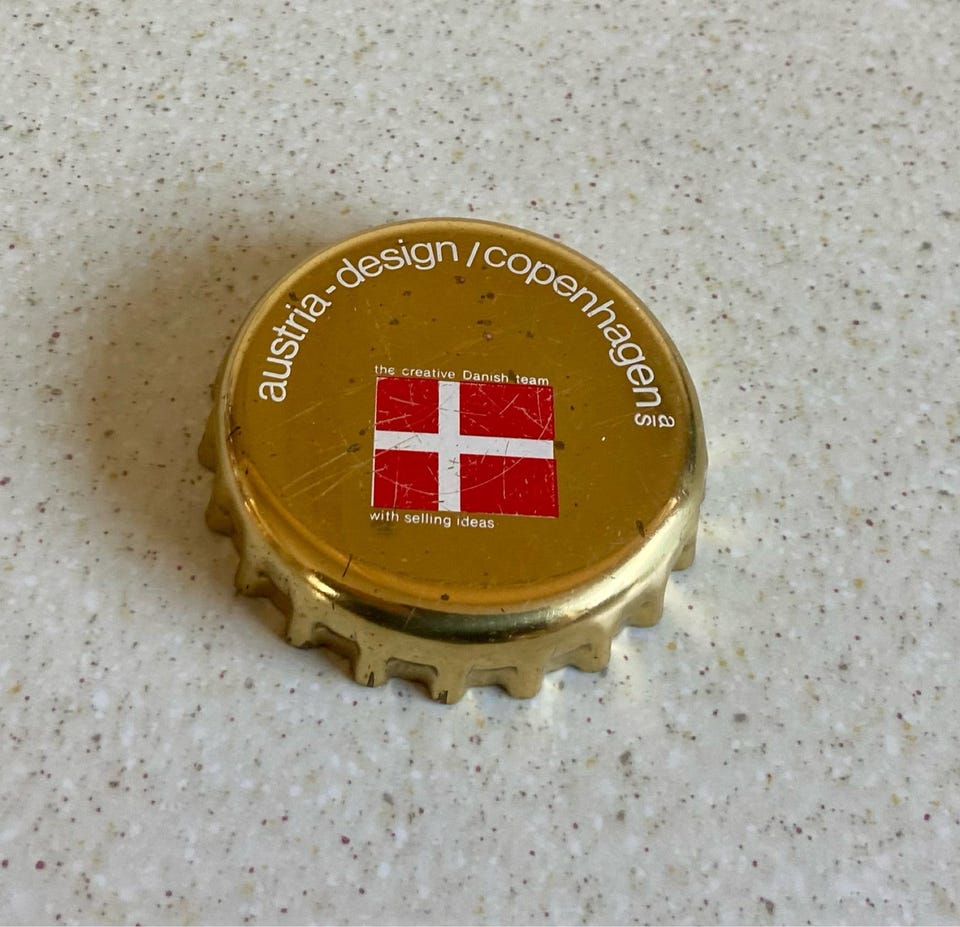 austria-design/copenhagen a̲s̲
the creative Danish team
with selling ideas